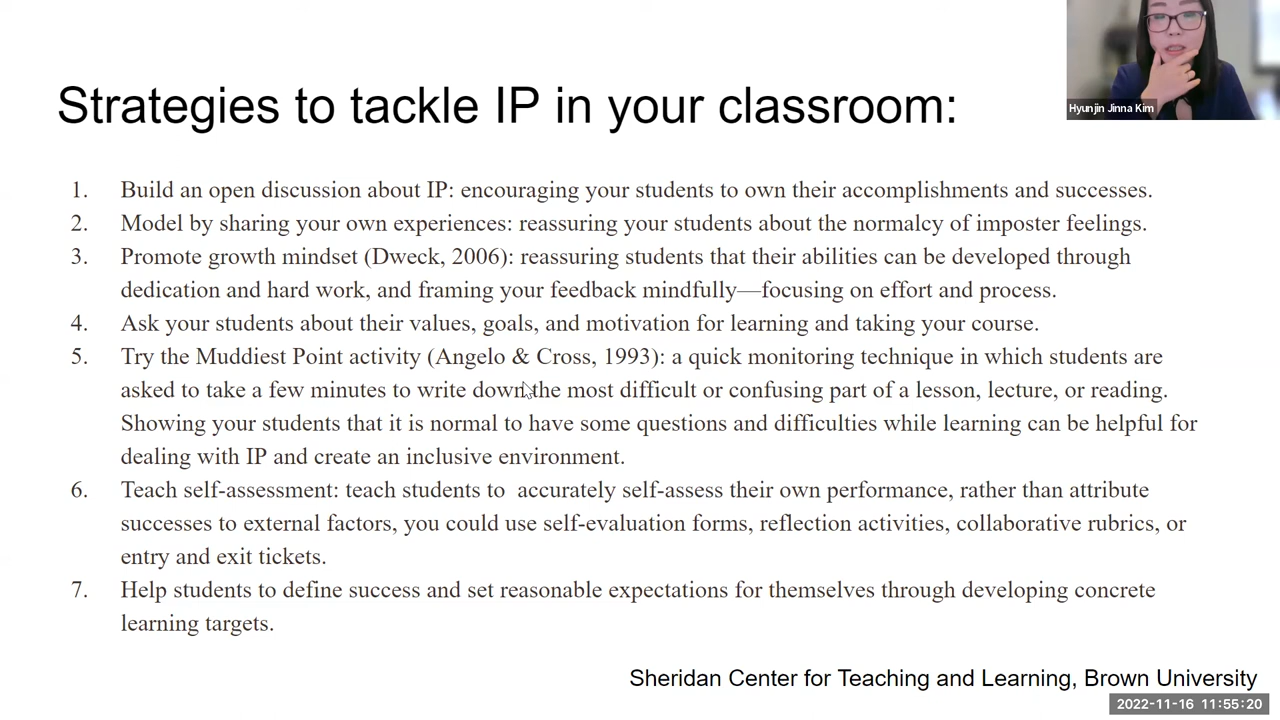 Hyunjin Jinna Kim
Strategies to tackle IP in your classroom:
1. Build an open discussion about IP: encouraging your students to own their accomplishments and successes.
2. Model by sharing your own experiences: reassuring your students about the normalcy of imposter feelings.
3. Promote growth mindset (Dweck, 2006): reassuring students that their abilities can be developed through
dedication and hard work, and framing your feedback mindfully—focusing on effort and process.
4. Ask your students about their values, goals, and motivation for learning and taking your course.
5. Try the Muddiest Point activity (Angelo & Cross, 1993): a quick monitoring technique in which students are
asked to take a few minutes to write down the most difficult or confusing part of a lesson, lecture, or reading.
Showing your students that it is normal to have some questions and difficulties while learning can be helpful for
dealing with IP and create an inclusive environment.
6. Teach self-assessment: teach students to  accurately self-assess their own performance, rather than attribute
successes to external factors, you could use self-evaluation forms, reflection activities, collaborative rubrics, or
entry and exit tickets.
7. Help students to define success and set reasonable expectations for themselves through developing concrete
learning targets.
Sheridan Center for Teaching and Learning, Brown University
2022-11-16 11:55:20